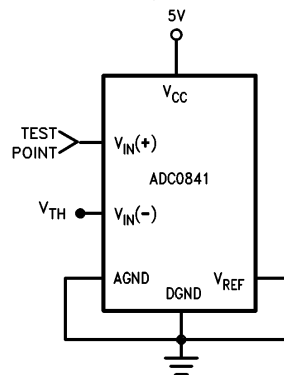 5V
VCC
TEST
POINT
VIN(+)
ADC0841
VTH
VIN(-)
AGND
VREF
DGND